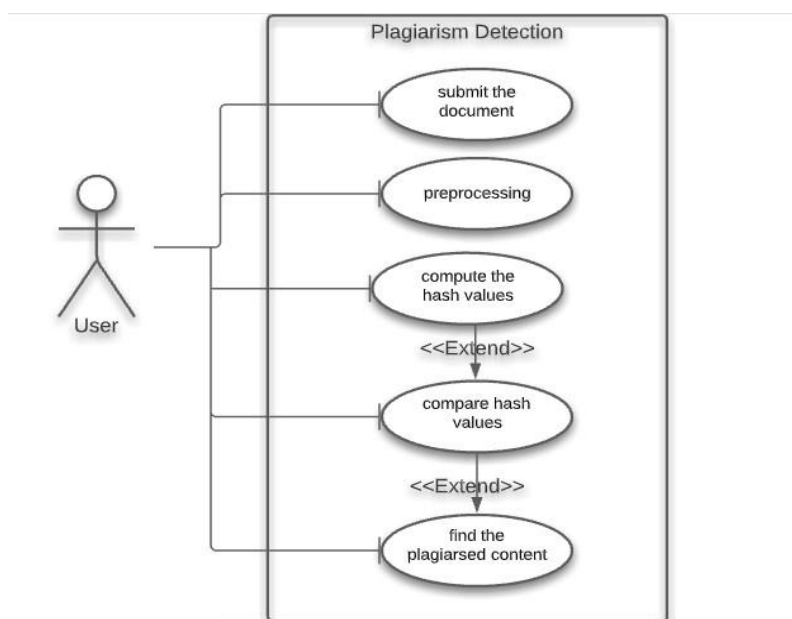 Plagiarism Detection
submit the
document
preprocessing
compute the
hash values
<<Extend>>
User
compare hash
values
<<Extend>>
find the
plagiarsed content